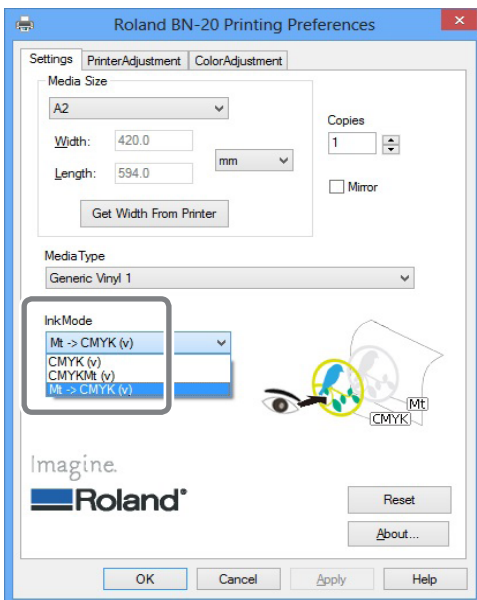 Roland BN-20 Printing Preferences
Settings PrinterAdjustment ColorAdjustment
Media Size
A2
Width: 420.0
Length: 594.0
mm
Get Width From Printer
Copies
1
Mirror
MediaType
Generic Vinyl 1
InkMode
Mt -> CMYK (v)
CMYK (v)
CMYKMt (v)
Mt -> CMYK (v)
Mt
CMYK
Imagine.
Roland®
Reset
About...
OK Cancel Apply Help